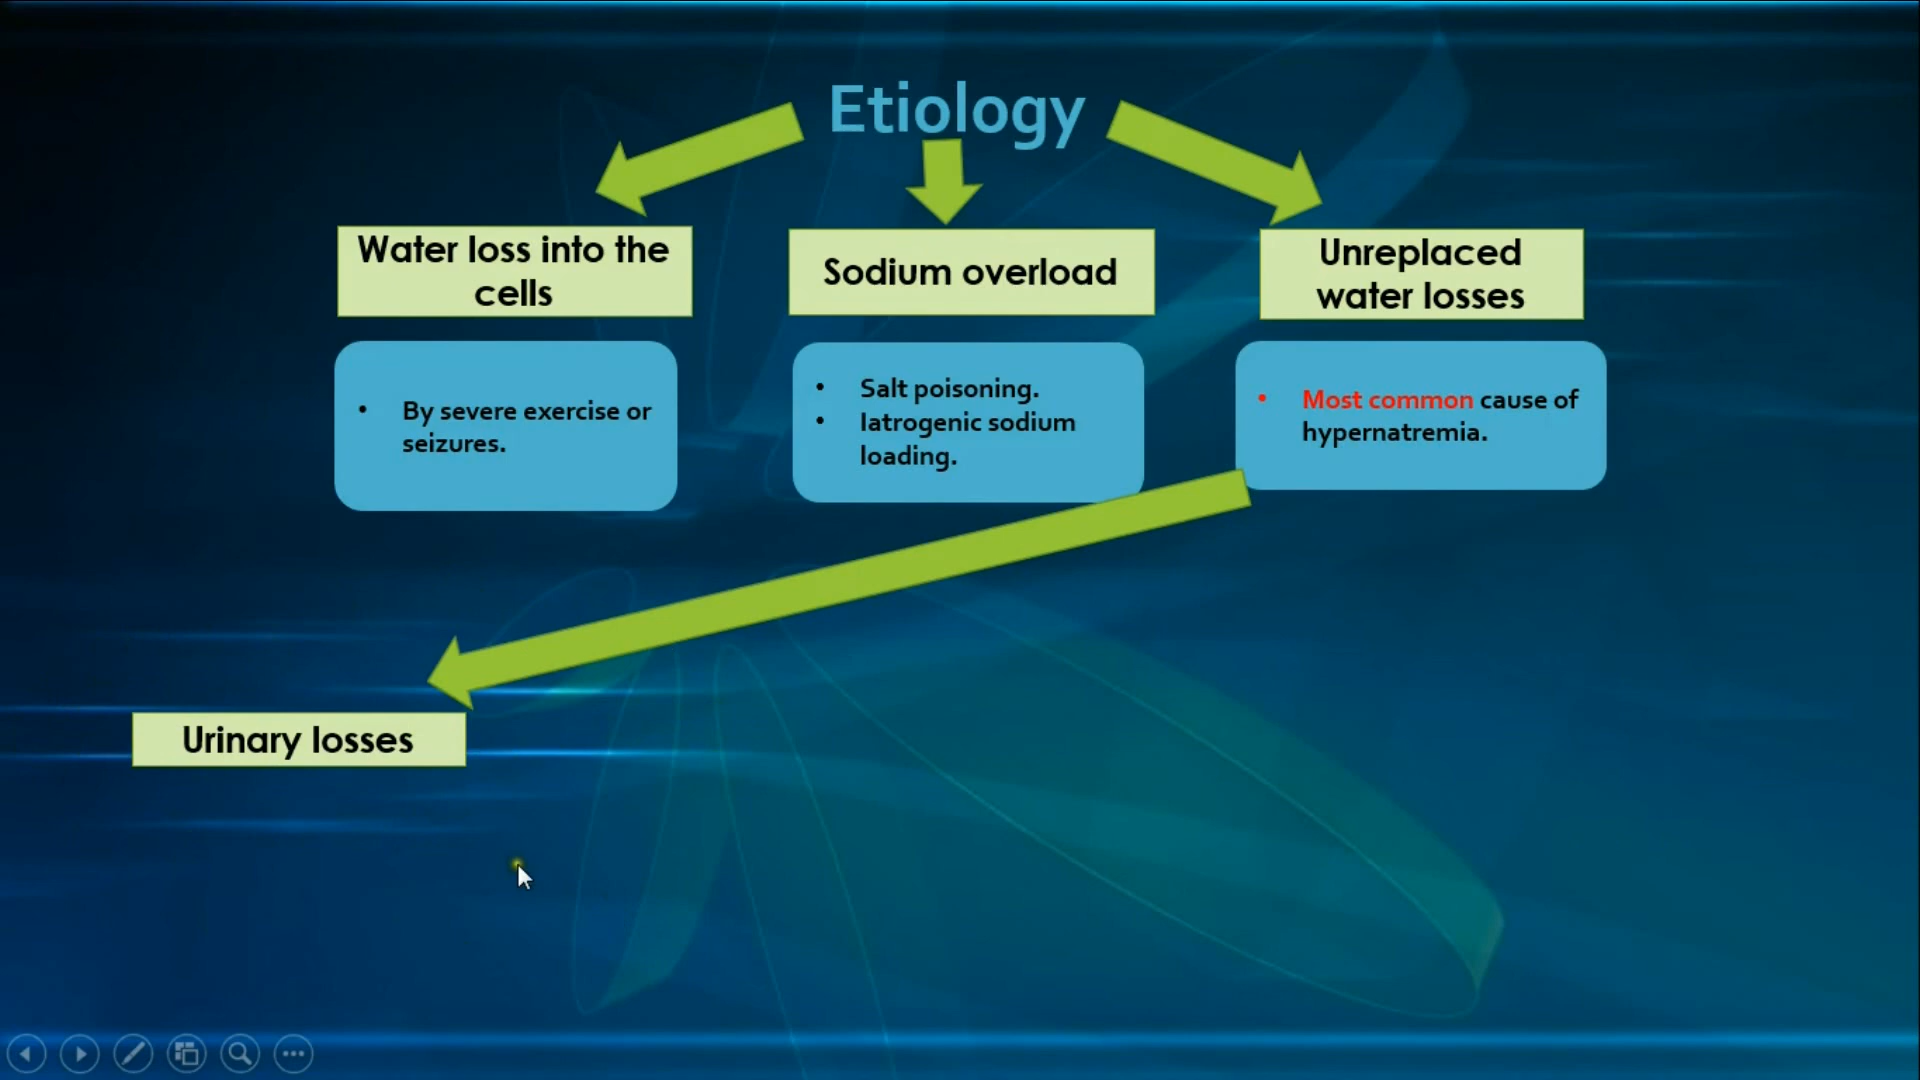 Etiology
Water loss into the
cells
Sodium overload
Unreplaced
water losses
• By severe exercise or
seizures.
• Salt poisoning.
• Iatrogenic sodium
loading.
• Most common cause of
hypernatremia.
Urinary losses